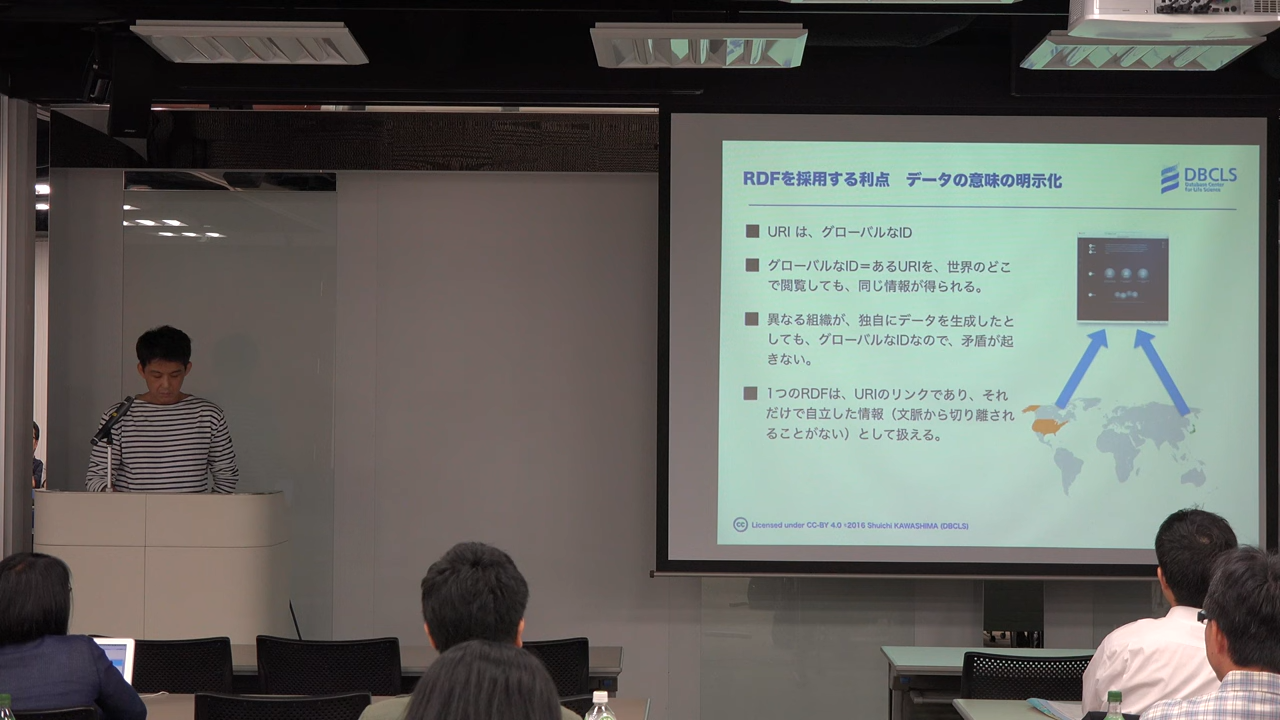 RDFを採用する利点　データの意味の明示化
DBCLS
Database Center
for Life Science
URI は、グローバルなID
グローバルなID＝あるURIを、世界のどこ
で閲覧しても、同じ情報が得られる。
異なる組織が、独自にデータを生成したと
しても、グローバルなIDなので、矛盾が起
きない。
1つのRDFは、URIのリンクであり、それ
だけで自立した情報（文脈から切り離され
ることがない）として扱える。
cc Licensed under CC-BY 4.0 ©2016 Shuichi KAWASHIMA (DBCLS)